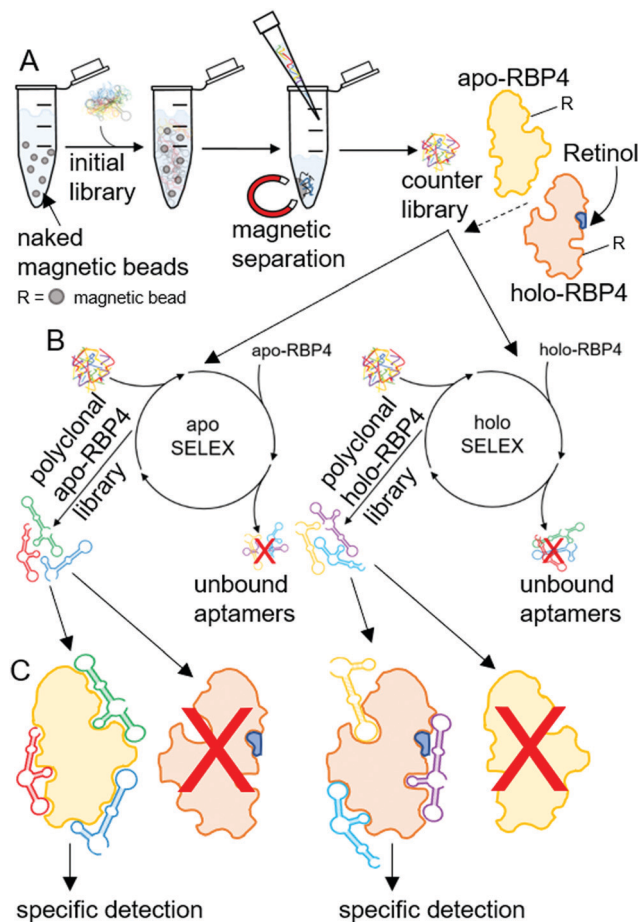 A
apo-RBP4
R
initial
library
counter
library
Retinol
magnetic
separation
naked
magnetic beads
R
R = magnetic bead
holo-RBP4
B
apo-RBP4
holo-RBP4
apo
SELEX
holo
SELEX
polyclonal
apo-RBP4
library
polyclonal
holo-RBP4
library
X
X
unbound
aptamers
unbound
aptamers
C
X
X
specific detection
specific detection